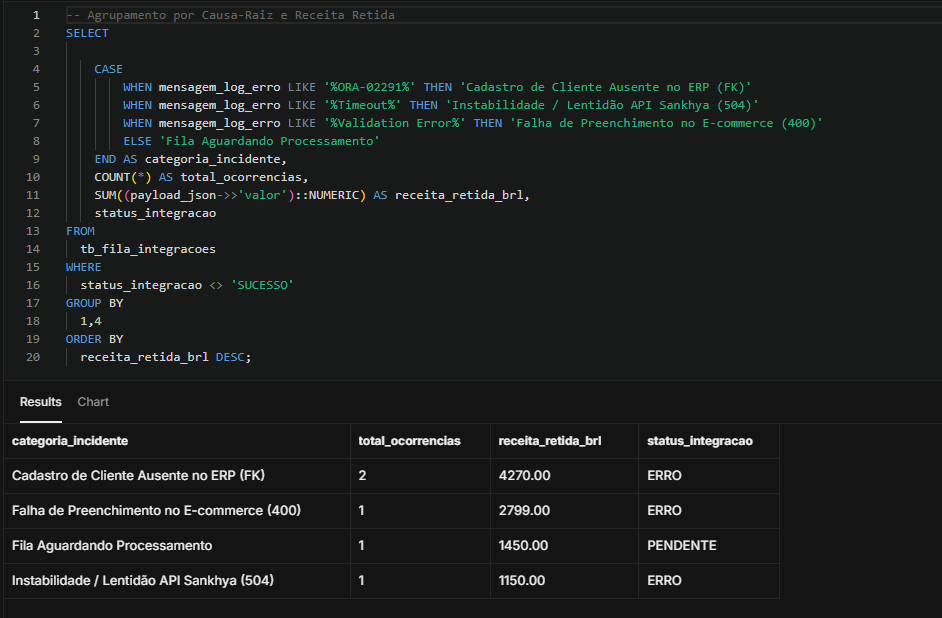 1 -- Agrupamento por Causa-Raiz e Receita Retida
2 SELECT
3
4 CASE
5 WHEN mensagem_log_erro LIKE '%ORA-02291%' THEN 'Cadastro de Cliente Ausente no ERP (FK)'
6 WHEN mensagem_log_erro LIKE '%Timeout%' THEN 'Instabilidade / Lentidão API Sankhya (504)'
7 WHEN mensagem_log_erro LIKE '%Validation Error%' THEN 'Falha de Preenchimento no E-commerce (400)'
8 ELSE 'Fila Aguardando Processamento'
9 END AS categoria_incidente,
10 COUNT(*) AS total_ocorrencias,
11 SUM((payload_json->>'valor')::NUMERIC) AS receita_retida_brl,
12 status_integracao
13 FROM
14 tb_fila_integracoes
15 WHERE
16 status_integracao <> 'SUCESSO'
17 GROUP BY
18 1,4
19 ORDER BY
20 receita_retida_brl DESC;
Results Chart
categoria_incidente total_ocorrencias receita_retida_brl status_integracao
Cadastro de Cliente Ausente no ERP (FK) 2 4270.00 ERRO
Falha de Preenchimento no E-commerce (400) 1 2799.00 ERRO
Fila Aguardando Processamento 1 1450.00 PENDENTE
Instabilidade / Lentidão API Sankhya (504) 1 1150.00 ERRO